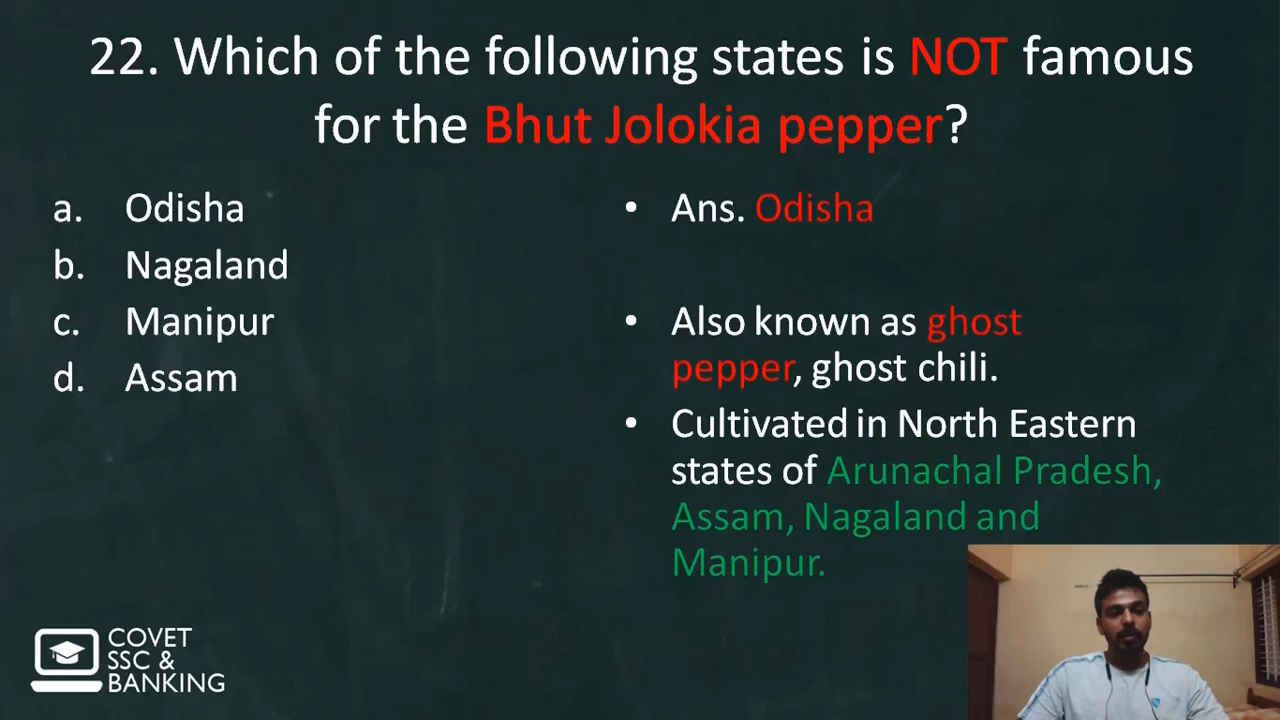 22. Which of the following states is NOT famous
for the Bhut Jolokia pepper?
a. Odisha
b. Nagaland
c. Manipur
d. Assam
• Ans. Odisha
• Also known as ghost
pepper, ghost chili.
• Cultivated in North Eastern
states of Arunachal Pradesh,
Assam, Nagaland and
Manipur.
COVET
SSC &
BANKING